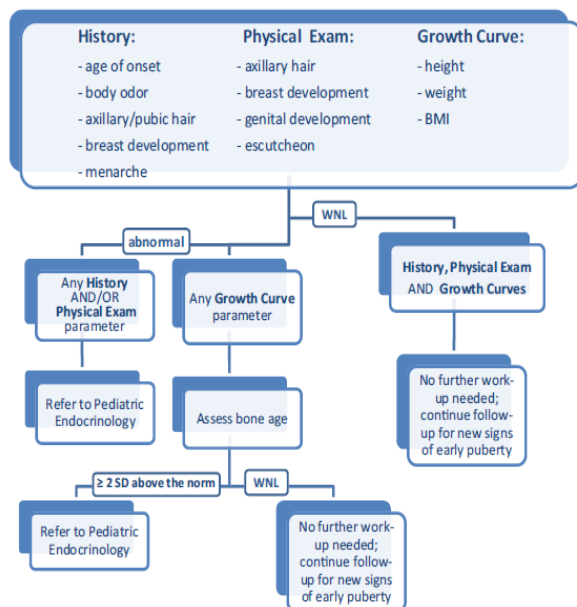 History:
- age of onset
- body odor
- axillary/pubic hair
- breast development
- menarche
Physical Exam:
- axillary hair
- breast development
- genital development
- escutcheon
Growth Curve:
- height
- weight
- BMI
abnormal
WNL
Any History
AND/OR
Physical Exam
parameter
Any Growth Curve
parameter
History, Physical Exam
AND Growth Curves
Refer to Pediatric
Endocrinology
Assess bone age
No further work-
up needed;
continue follow-
up for new signs
of early puberty
≥ 2 SD above the norm
WNL
Refer to Pediatric
Endocrinology
No further work-
up needed;
continue follow-
up for new signs
of early puberty